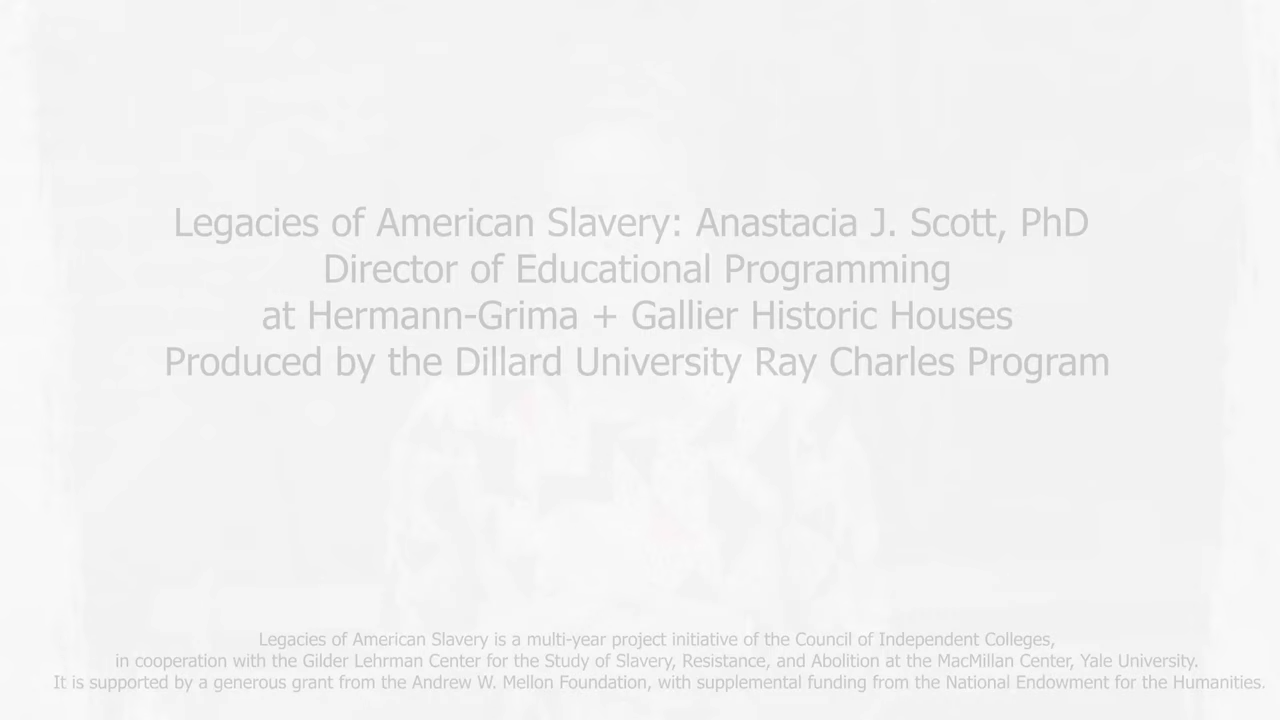 Legacies of American Slavery: Anastacia J. Scott, PhD
Director of Educational Programming
at Hermann-Grima + Gallier Historic Houses
Produced by the Dillard University Ray Charles Program
Legacies of American Slavery is a multi-year project initiative of the Council of Independent Colleges,
in cooperation with the Gilder Lehrman Center for the Study of Slavery, Resistance, and Abolition at the MacMillan Center, Yale University.
It is supported by a generous grant from the Andrew W. Mellon Foundation, with supplemental funding from the National Endowment for the Humanities.